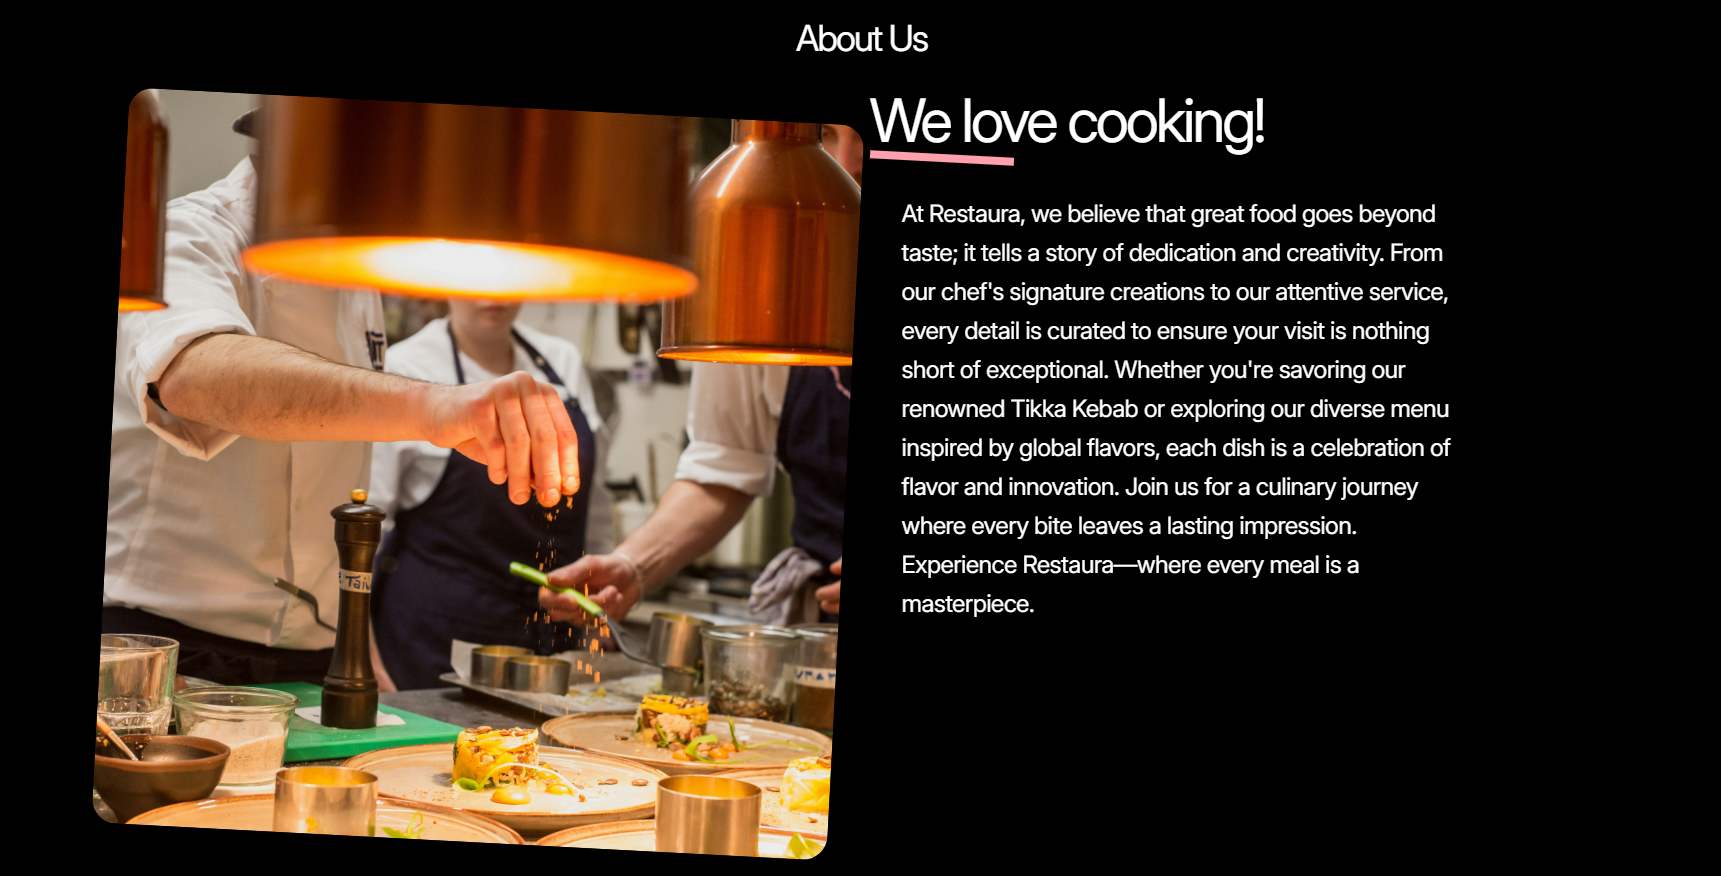 About Us
We love cooking!
At Restaura, we believe that great food goes beyond
taste; it tells a story of dedication and creativity. From
our chef's signature creations to our attentive service,
every detail is curated to ensure your visit is nothing
short of exceptional. Whether you're savoring our
renowned Tikka Kebab or exploring our diverse menu
inspired by global flavors, each dish is a celebration of
flavor and innovation. Join us for a culinary journey
where every bite leaves a lasting impression.
Experience Restaura—where every meal is a
masterpiece.